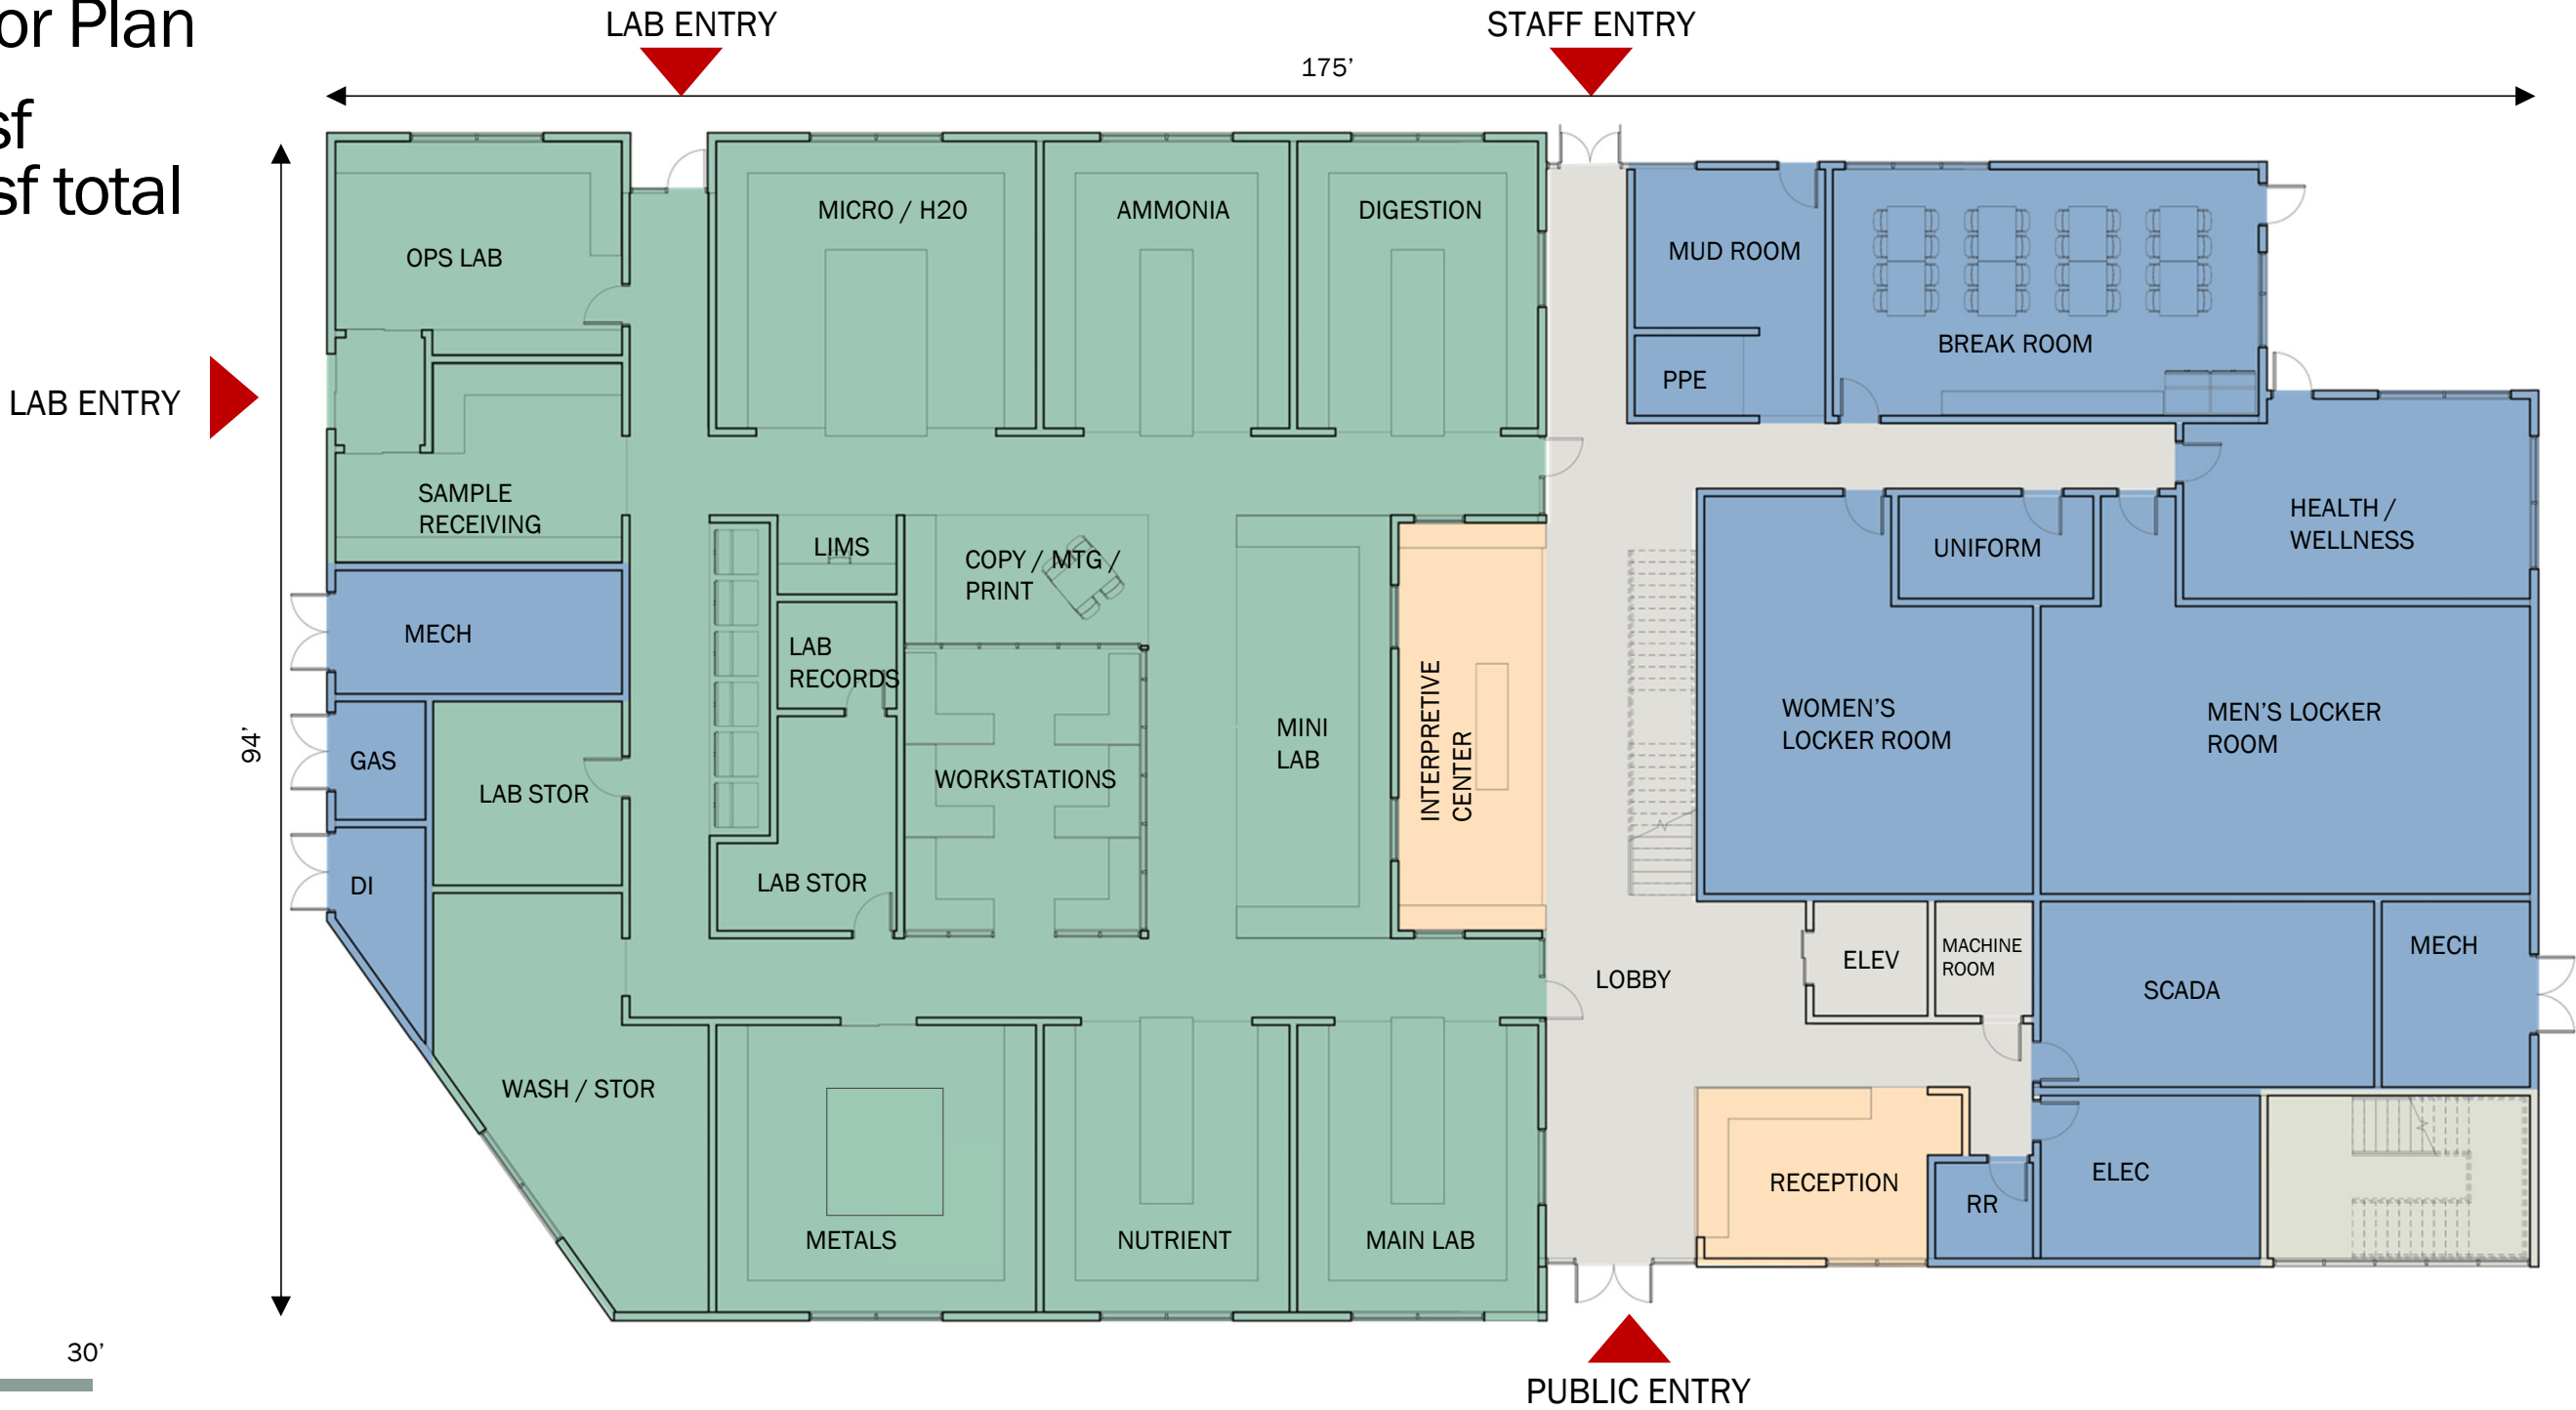 or Plan
sf
sf total
LAB ENTRY
STAFF ENTRY
175’
LAB ENTRY
94’
OPS LAB
MICRO / H20
AMMONIA
DIGESTION
MUD ROOM
BREAK ROOM
PPE
SAMPLE
RECEIVING
LIMS
COPY / MTG /
PRINT
UNIFORM
HEALTH /
WELLNESS
MECH
LAB
RECORDS
GAS
LAB STOR
WORKSTATIONS
MINI
LAB
INTERPRETIVE
CENTER
WOMEN’S
LOCKER ROOM
MEN’S LOCKER
ROOM
DI
LAB STOR
LOBBY
ELEV
MACHINE
ROOM
SCADA
MECH
WASH / STOR
METALS
NUTRIENT
MAIN LAB
RECEPTION
RR
ELEC
30’
PUBLIC ENTRY